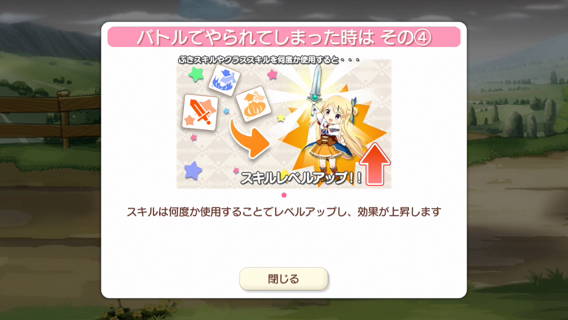 バトルでやられてしまった時は その④
ぶきスキルやクラススキルを何度か使用すると・・・
スキルレベルアップ！！
スキルは何度か使用することでレベルアップし、効果が上昇します
閉じる